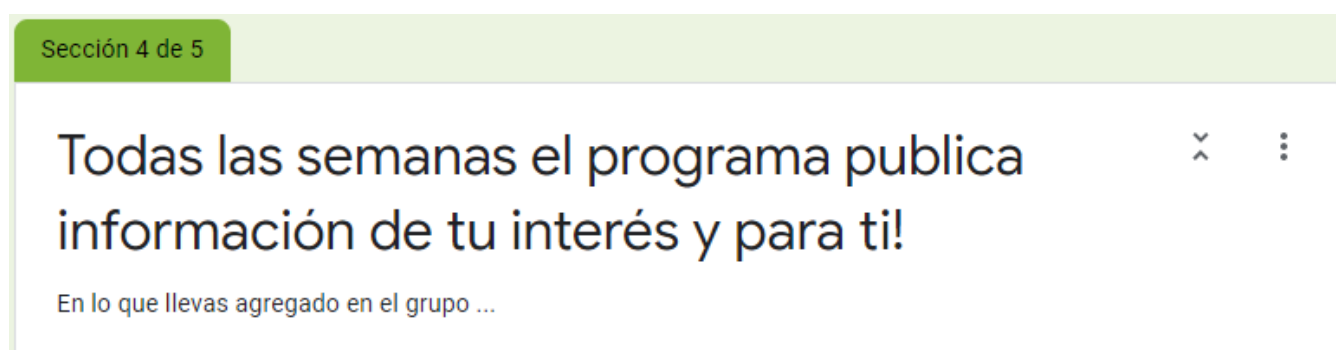 Sección 4 de 5
Todas las semanas el programa publica
información de tu interés y para ti!
En lo que llevas agregado en el grupo ...